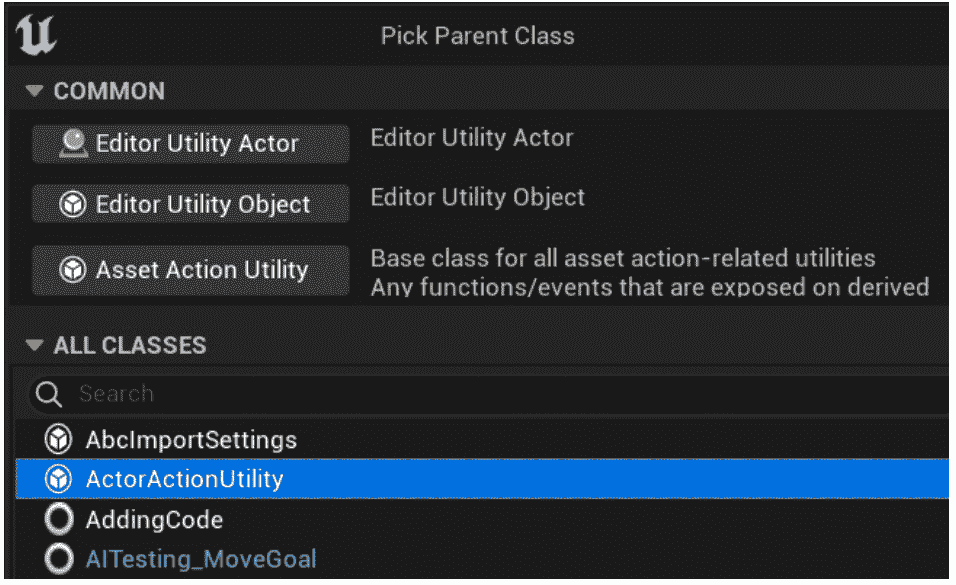 Pick Parent Class
COMMON
Editor Utility Actor Editor Utility Actor
Editor Utility Object Editor Utility Object
Asset Action Utility Base class for all asset action-related utilities
Any functions/events that are exposed on derived
ALL CLASSES
Search
AbcImportSettings
ActorActionUtility
AddingCode
AITesting_MoveGoal